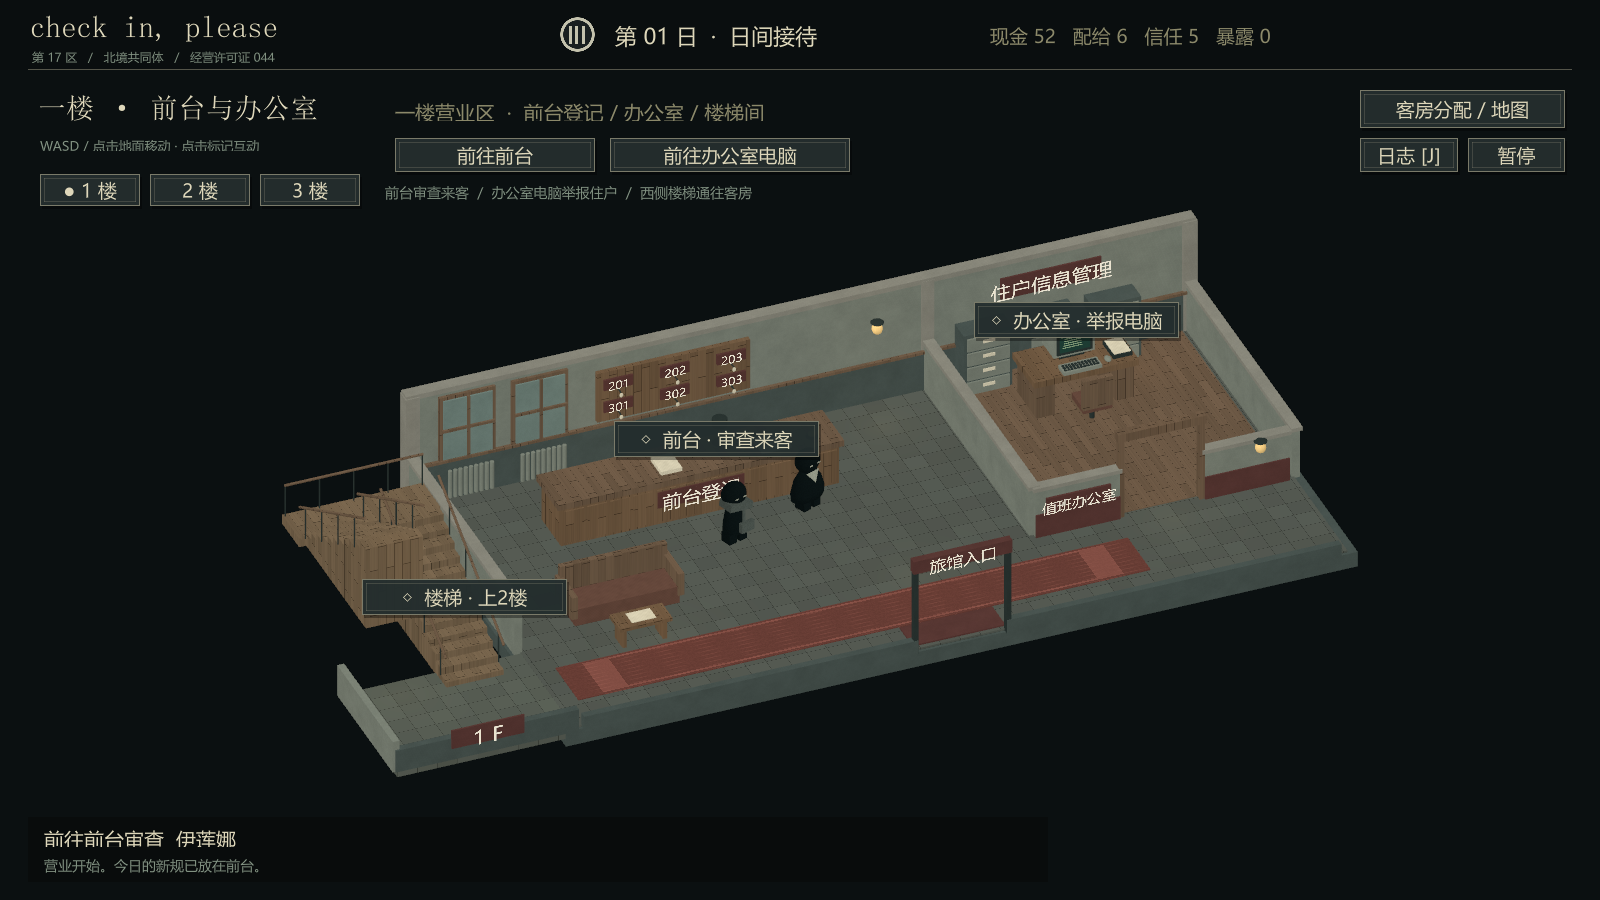 check in, please
第 17 区 / 北境共同体 / 经营许可证 044
第 01 日 · 日间接待
现金 52 配给 6 信任 5 暴露 0
一楼 · 前台与办公室
WASD / 点击地面移动 · 点击标记互动
● 1 楼
2 楼
3 楼
一楼营业区 · 前台登记 / 办公室 / 楼梯间
前往前台
前往办公室电脑
前台审查来客 / 办公室电脑举报住户 / 西侧楼梯通往客房
客房分配 / 地图
日志 [J]
暂停
住户信息管理
◇ 办公室 · 举报电脑
201 202 203
301 302 303
◇ 前台 · 审查来客
前台登记
值班办公室
旅馆入口
◇ 楼梯 · 上2楼
1 F
前往前台审查 伊莲娜
营业开始。今日的新规已放在前台。